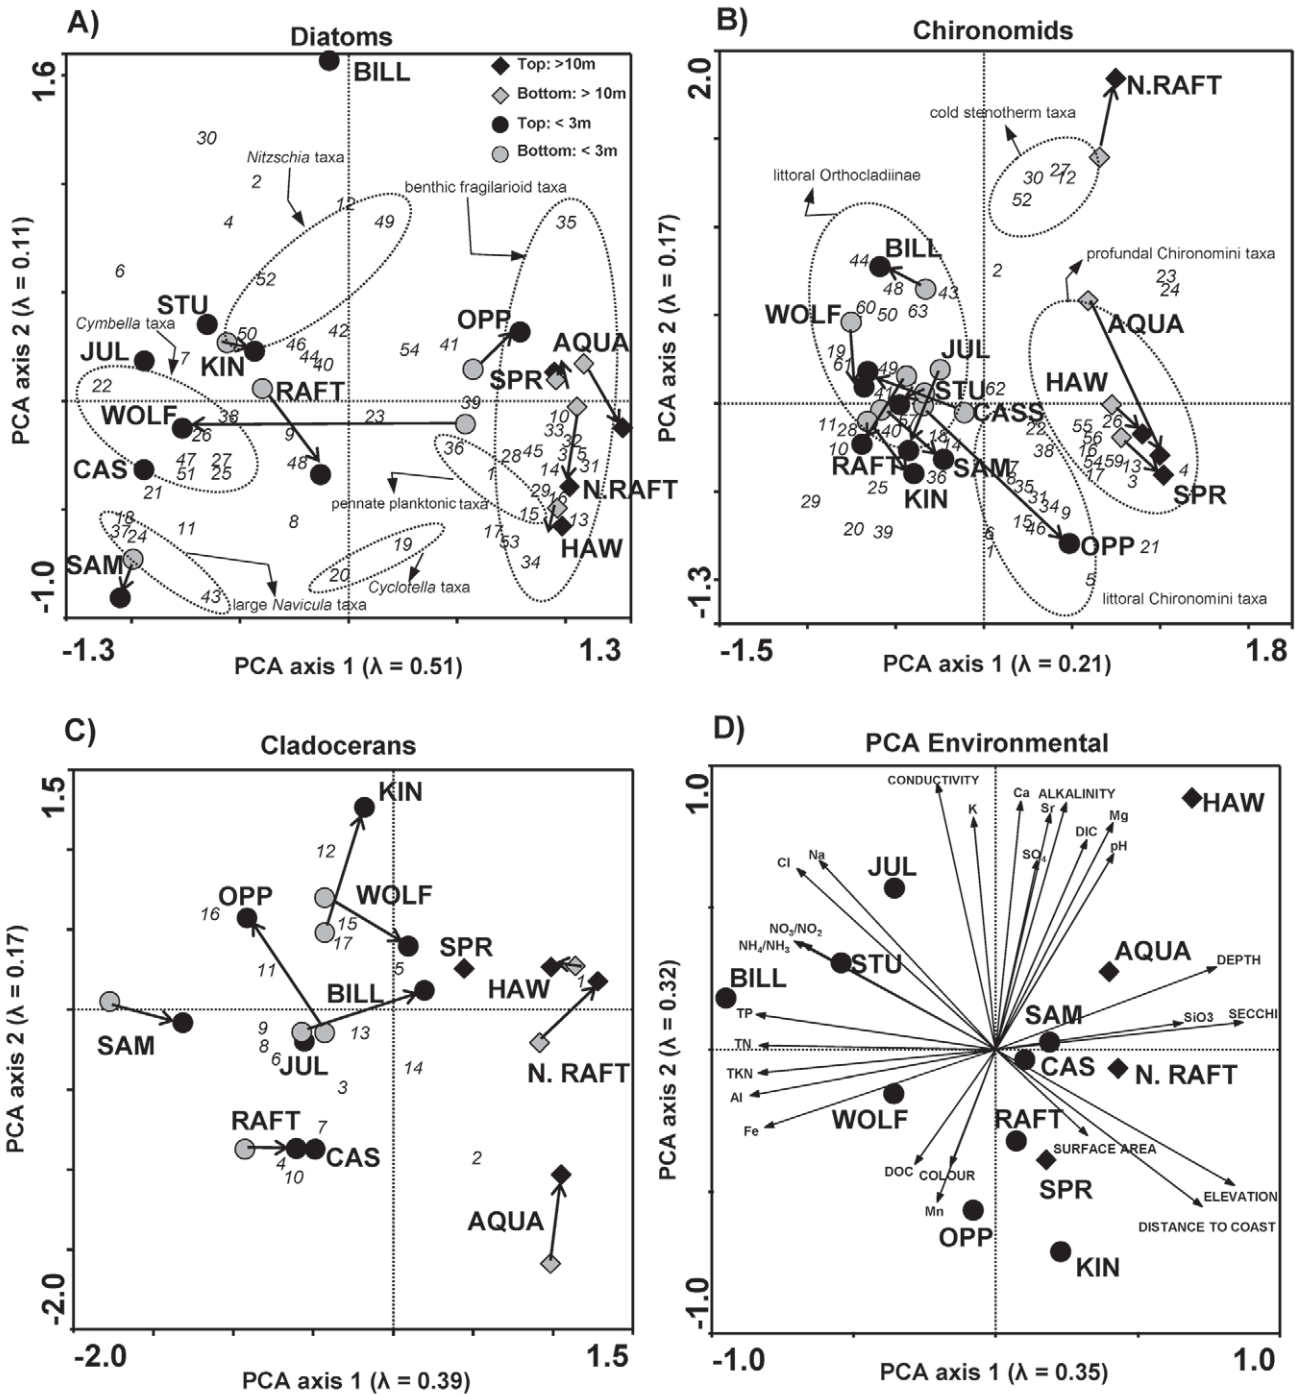 A)
Diatoms
1.6
BILL
Top: >10m
Bottom: > 10m
Top: < 3m
Bottom: < 3m
30
Nitzschia taxa
2
benthic fragilarioid taxa
12
4
49
35
6
52
STU
Cymbella taxa
50
42
OPP
AQUA
JUL
7
KIN
46
44
40
54
41
SPR
22
RAFT
WOLF
38
23
39
10
26
9
33
32
36
CAS
47
27
48
28
45
3
5
51
25
1
14
31
21
pennate planktonic taxa
29
16
N.RAFT
18
11
8
15
13
37
24
17
53
HAW
SAM
19
34
20
43
Cyclotella taxa
large Navicula taxa
-1.0
-1.3
1.3
PCA axis 1 (λ = 0.51)
PCA axis 2 (λ = 0.11)
B)
Chironomids
2.0
N.RAFT
cold stenotherm taxa
littoral Orthocladiinae
30
27
12
52
BILL
profundal Chironomini taxa
44
2
23
24
48
43
WOLF
60
50
63
AQUA
19
JUL
61
49
HAW
STU
62
41
CASS
11
28
40
22
55
26
10
18
14
38
56
16
RAFT
SAM
54
59
13
4
36
7
17
3
25
KIN
8
35
SPR
29
31
34
9
20
39
6
15
46
1
OPP
21
5
littoral Chironomini taxa
-1.3
-1.5
1.8
PCA axis 1 (λ = 0.21)
PCA axis 2 (λ = 0.17)
C)
Cladocerans
1.5
KIN
12
OPP
WOLF
16
15
17
SPR
11
5
BILL
HAW
1
SAM
9
13
8
6
JUL
14
N. RAFT
3
RAFT
7
4
CAS
10
2
AQUA
-2.0
-2.0
1.5
PCA axis 1 (λ = 0.39)
PCA axis 2 (λ = 0.17)
D)
PCA Environmental
1.0
CONDUCTIVITY
Ca
ALKALINITY
HAW
K
Sr
Mg
DIC
pH
Cl
Na
SO4
JUL
NO3/NO2
NH4/NH3
STU
AQUA
DEPTH
BILL
TP
SAM
SiO3
SECCHI
TN
CAS
TKN
N. RAFT
Al
WOLF
RAFT
Fe
SURFACE AREA
DOC
COLOUR
SPR
Mn
ELEVATION
OPP
DISTANCE TO COAST
KIN
-1.0
-1.0
1.0
PCA axis 1 (λ = 0.35)
PCA axis 2 (λ = 0.32)